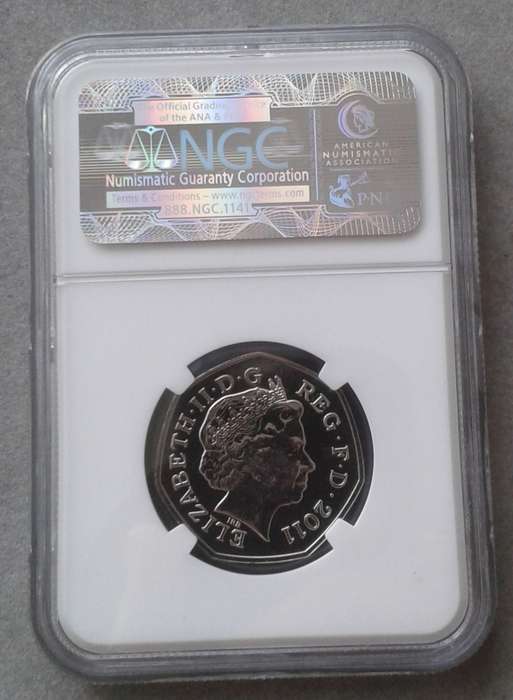 Official Grading
of the ANA &
NGC
Numismatic Guaranty Corporation
Terms & Conditions – www.ngcterms.com
888.NGC.1141
AMERICAN
NUMISMATIC
ASSOCIATION
PNG
ELIZABETH·II·D·G REG·F·D·2011
IRB